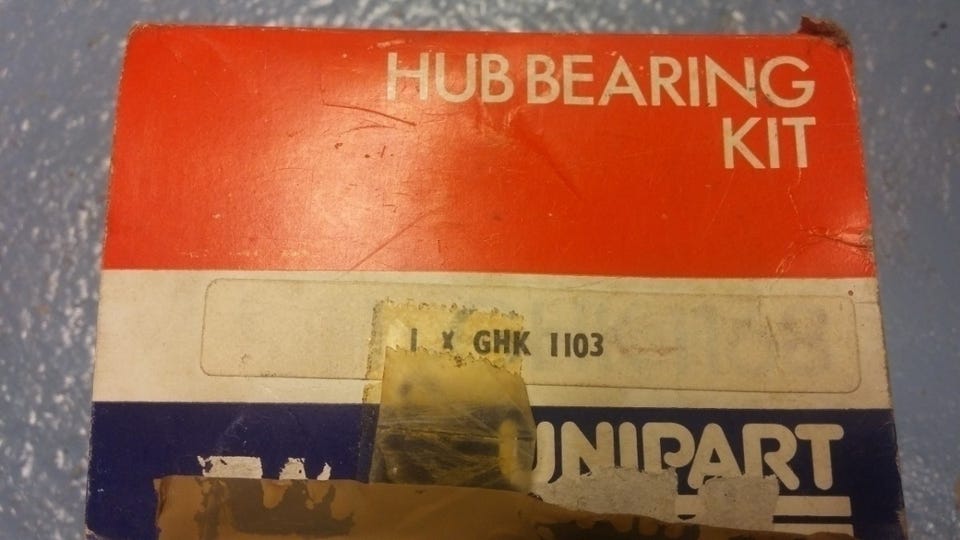 HUB BEARING
KIT
1 X GHK 1103
UNIPART